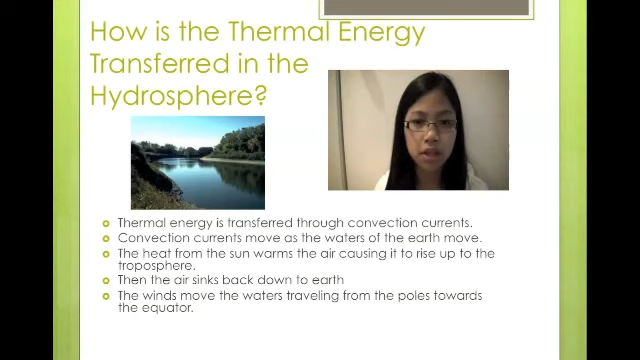 How is the Thermal Energy
Transferred in the
Hydrosphere?
Thermal energy is transferred through convection currents.
Convection currents move as the waters of the earth move.
The heat from the sun warms the air causing it to rise up to the
troposphere.
Then the air sinks back down to earth
The winds move the waters traveling from the poles towards
the equator.